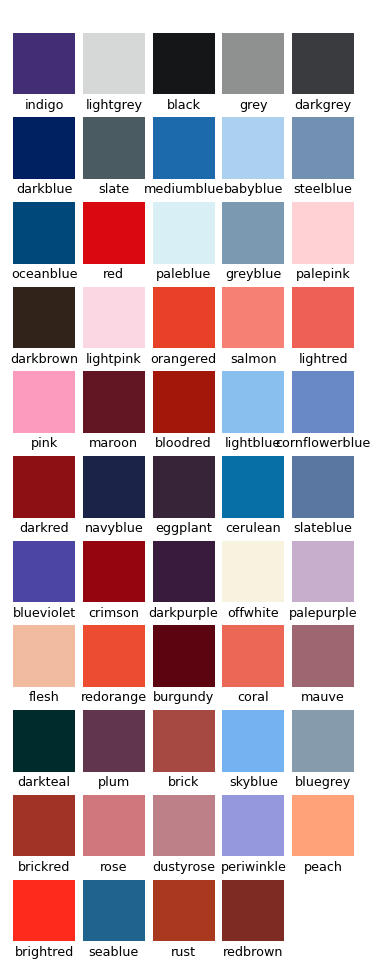 indigo lightgrey black grey darkgrey
darkblue slate mediumblue babyblue steelblue
oceanblue red paleblue greyblue palepink
darkbrown lightpink orangered salmon lightred
pink maroon bloodred lightblue cornflowerblue
darkred navyblue eggplant cerulean slateblue
blueviolet crimson darkpurple offwhite palepurple
flesh redorange burgundy coral mauve
darkteal plum brick skyblue bluegrey
brickred rose dustyrose periwinkle peach
brightred seablue rust redbrown